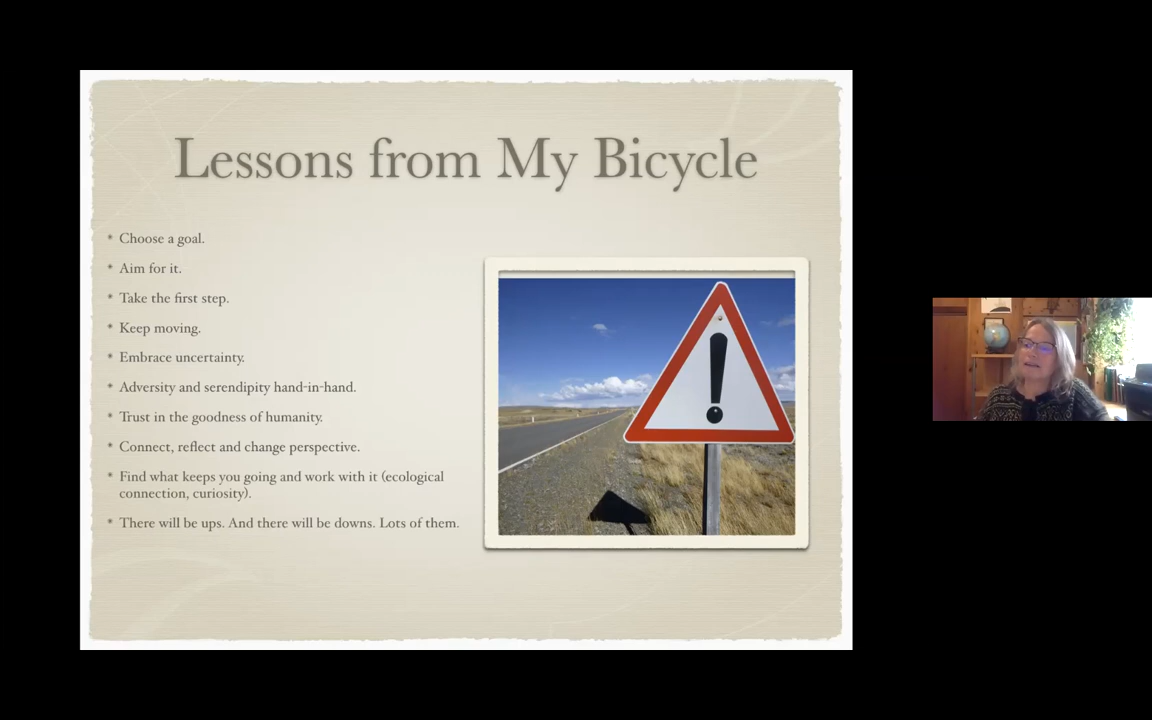 Lessons from My Bicycle
* Choose a goal.
* Aim for it.
* Take the first step.
* Keep moving.
* Embrace uncertainty.
* Adversity and serendipity hand-in-hand.
* Trust in the goodness of humanity.
* Connect, reflect and change perspective.
* Find what keeps you going and work with it (ecological
connection, curiosity).
* There will be ups. And there will be downs. Lots of them.
!